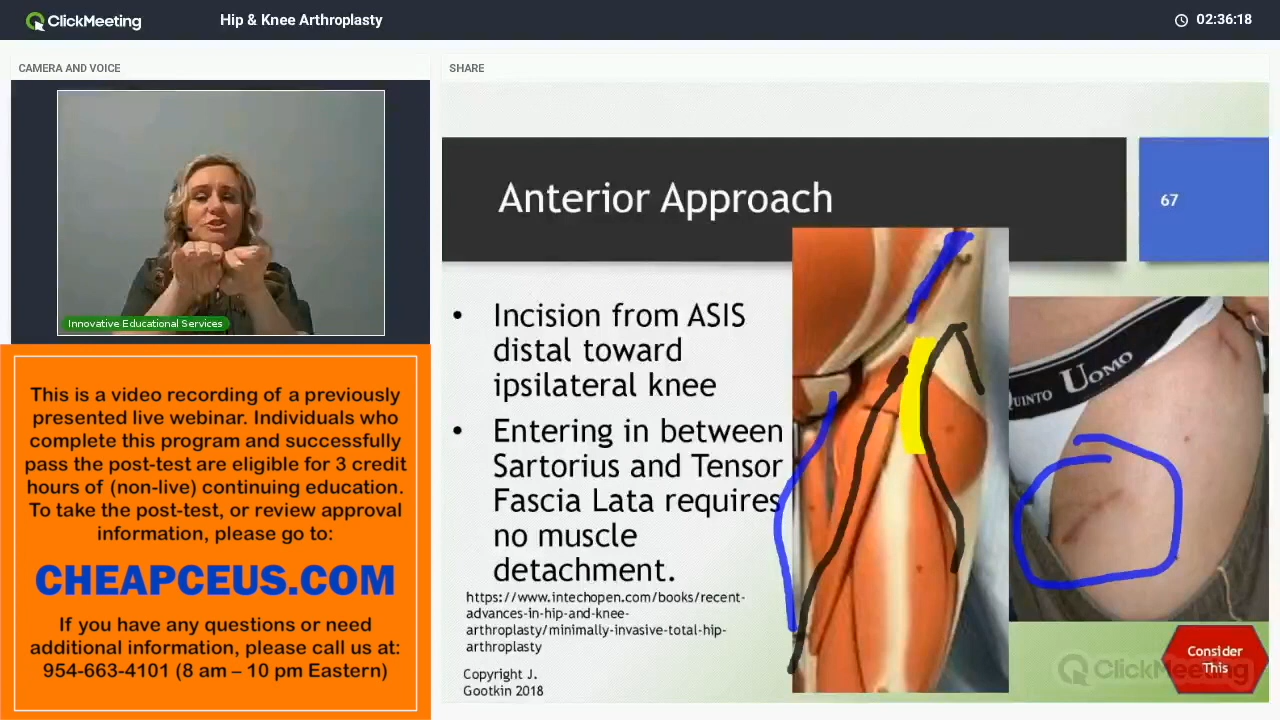 ClickMeeting
Hip & Knee Arthroplasty
02:36:18
CAMERA AND VOICE
SHARE
Innovative Educational Services
This is a video recording of a previously
presented live webinar. Individuals who
complete this program and successfully
pass the post-test are eligible for 3 credit
hours of (non-live) continuing education.
To take the post-test, or review approval
information, please go to:
CHEAPCEUS.COM
If you have any questions or need
additional information, please call us at:
954-663-4101 (8 am – 10 pm Eastern)
Anterior Approach
67
• Incision from ASIS
distal toward
ipsilateral knee
• Entering in between
Sartorius and Tensor
Fascia Lata requires
no muscle
detachment.
https://www.intechopen.com/books/recent-
advances-in-hip-and-knee-
arthroplasty/minimally-invasive-total-hip-
arthroplasty
Copyright J.
Gootkin 2018
QUINTO UOMO
Consider
This
ClickMeeting